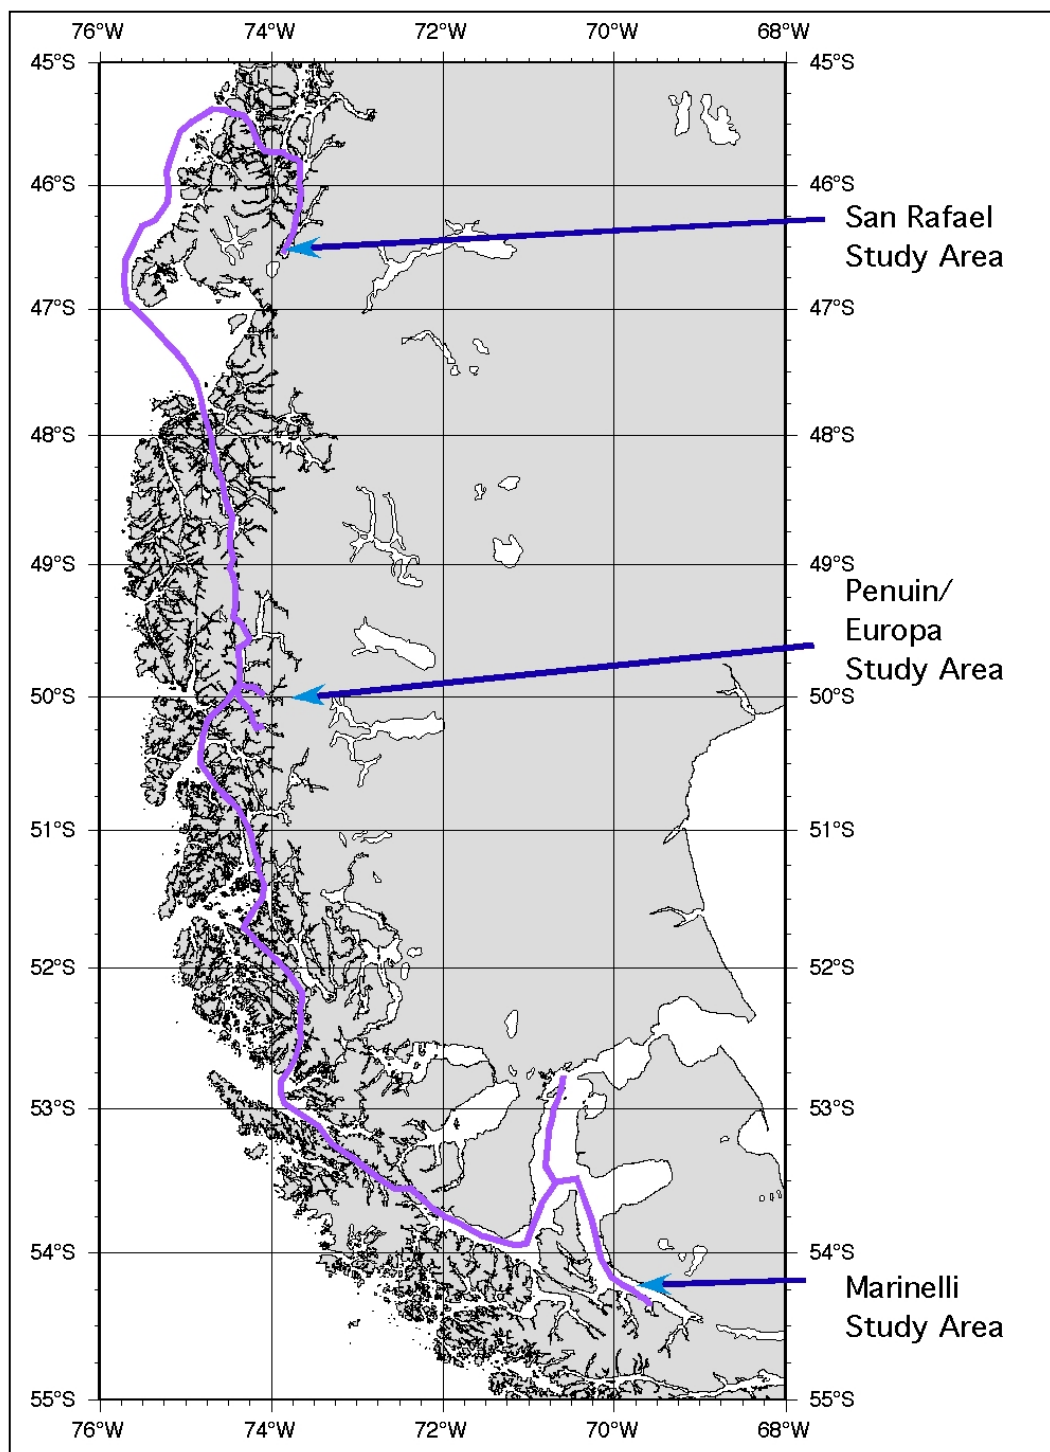 76°W 74°W 72°W 70°W 68°W
45°S 45°S
46°S 46°S
San Rafael
Study Area
47°S 47°S
48°S 48°S
49°S 49°S
Penuin/
Europa
Study Area
50°S 50°S
51°S 51°S
52°S 52°S
53°S 53°S
54°S 54°S
Marinelli
Study Area
55°S 55°S
76°W 74°W 72°W 70°W 68°W